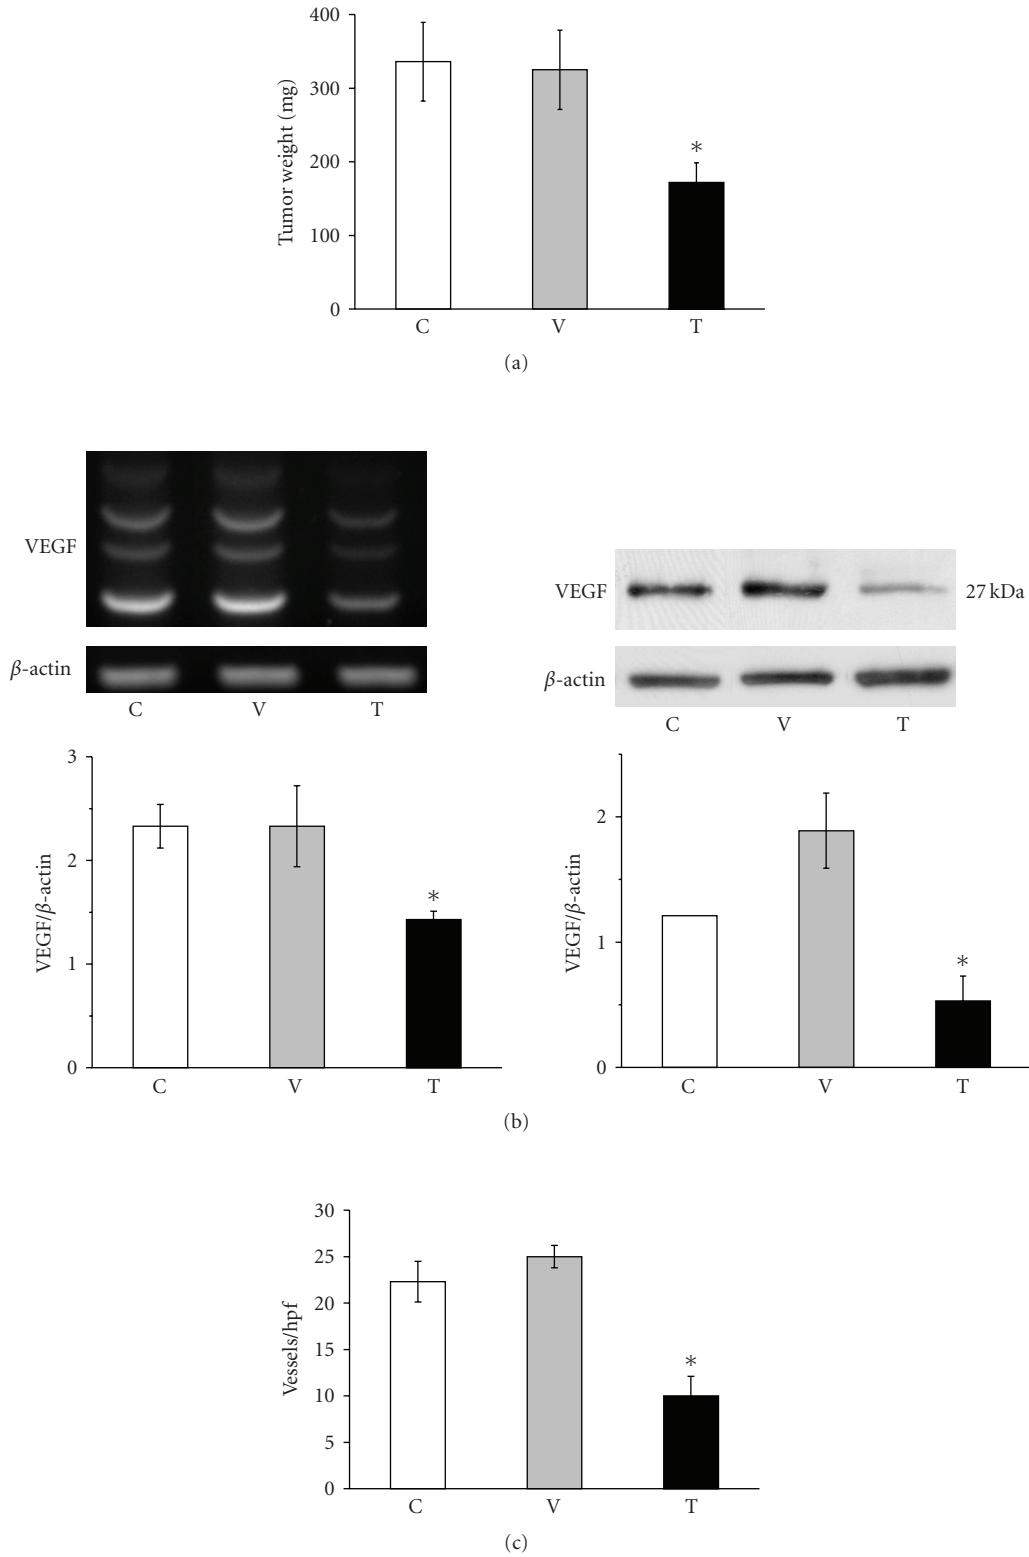 400
300
200
100
0
Tumor weight (mg)
*
C V T
(a)
VEGF
β-actin
C V T
VEGF 27 kDa
β-actin
C V T
3
2
1
0
VEGF/β-actin
*
C V T
2
1
0
VEGF/β-actin
*
C V T
(b)
30
25
20
15
10
5
0
Vessels/hpf
*
C V T
(c)